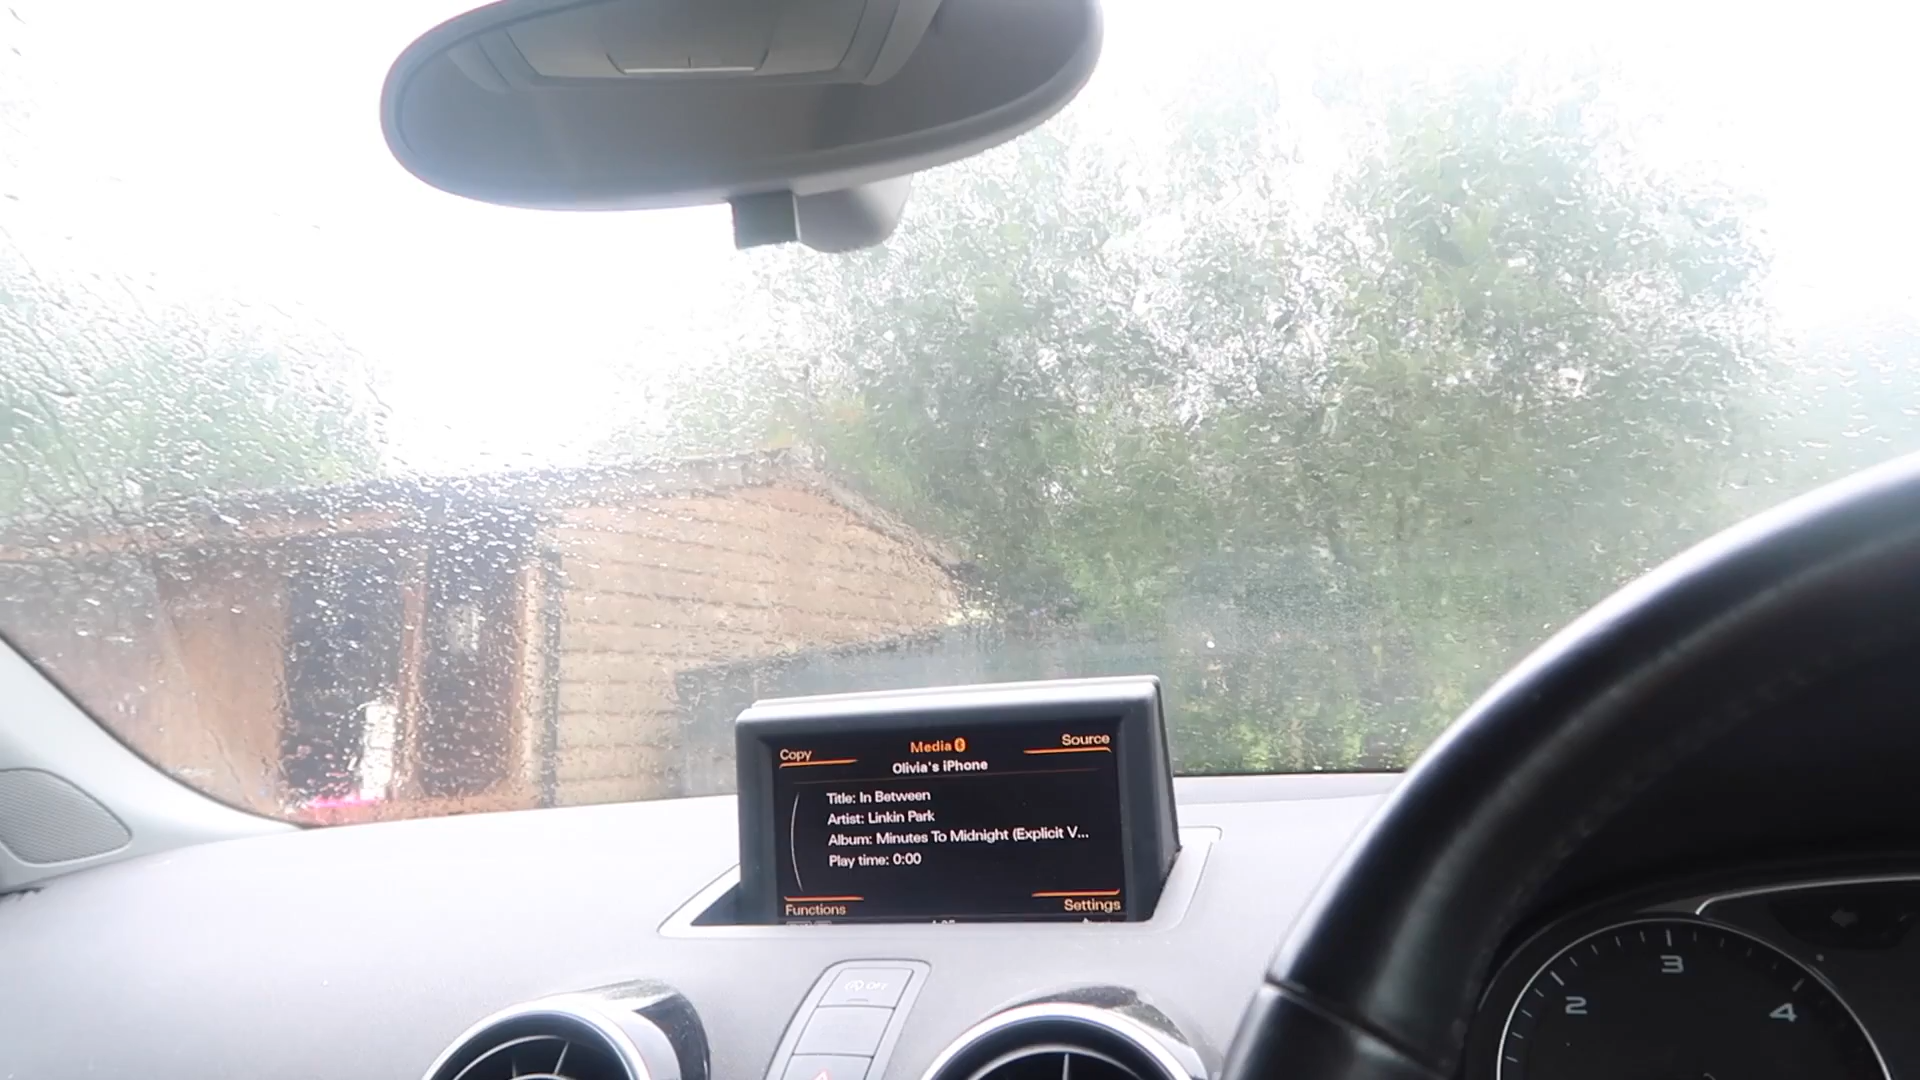 Copy
Media
Source
Olivia's iPhone
Title: In Between
Artist: Linkin Park
Album: Minutes To Midnight (Explicit V...
Play time: 0:00
Functions
Settings
OFF
2
3
4